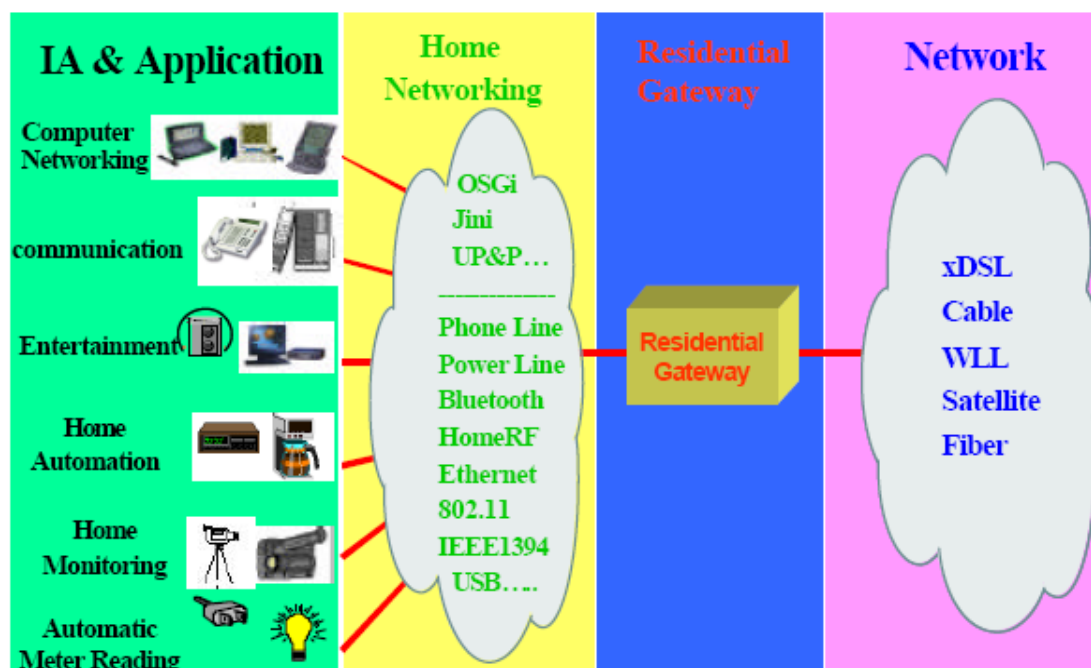 IA & Application
Computer
Networking
communication
Entertainment
Home
Automation
Home
Monitoring
Automatic
Meter Reading
Home
Networking
OSGi
Jini
UP&P…
---------------------
Phone Line
Power Line
Bluetooth
HomeRF
Ethernet
802.11
IEEE1394
USB…..
Residential
Gateway
Residential
Gateway
Network
xDSL
Cable
WLL
Satellite
Fiber